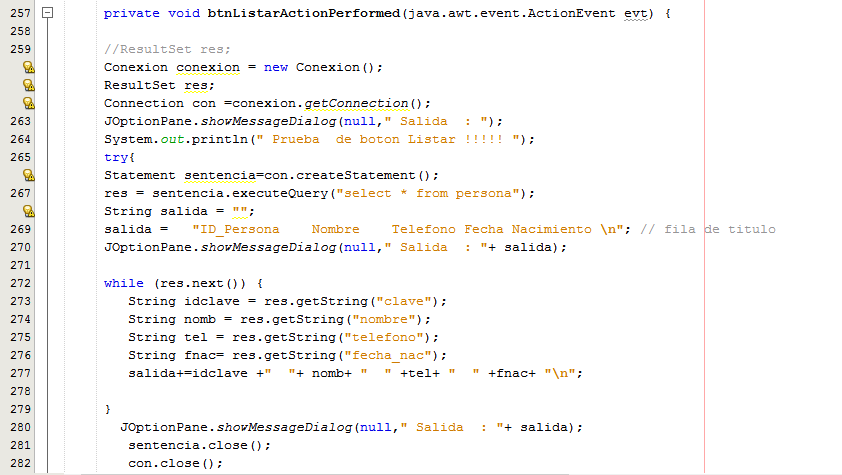 257 private void btnListarActionPerformed(java.awt.event.ActionEvent evt) {
258
259 //ResultSet res;
Conexion conexion = new Conexion();
ResultSet res;
Connection con =conexion.getConnection();
263 JOptionPane.showMessageDialog(null," Salida  : ");
264 System.out.println(" Prueba  de boton Listar !!!!! ");
265 try{
Statement sentencia=con.createStatement();
267 res = sentencia.executeQuery("select * from persona");
String salida = "";
269 salida =   "ID_Persona    Nombre    Telefono Fecha Nacimiento \n"; // fila de titulo
270 JOptionPane.showMessageDialog(null," Salida  : "+ salida);
271
272 while (res.next()) {
273 String idclave = res.getString("clave");
274 String nomb = res.getString("nombre");
275 String tel = res.getString("telefono");
276 String fnac= res.getString("fecha_nac");
277 salida+=idclave +"  "+ nomb+ "  " +tel+ "  " +fnac+ "\n";
278
279 }
280 JOptionPane.showMessageDialog(null," Salida  : "+ salida);
281 sentencia.close();
282 con.close();